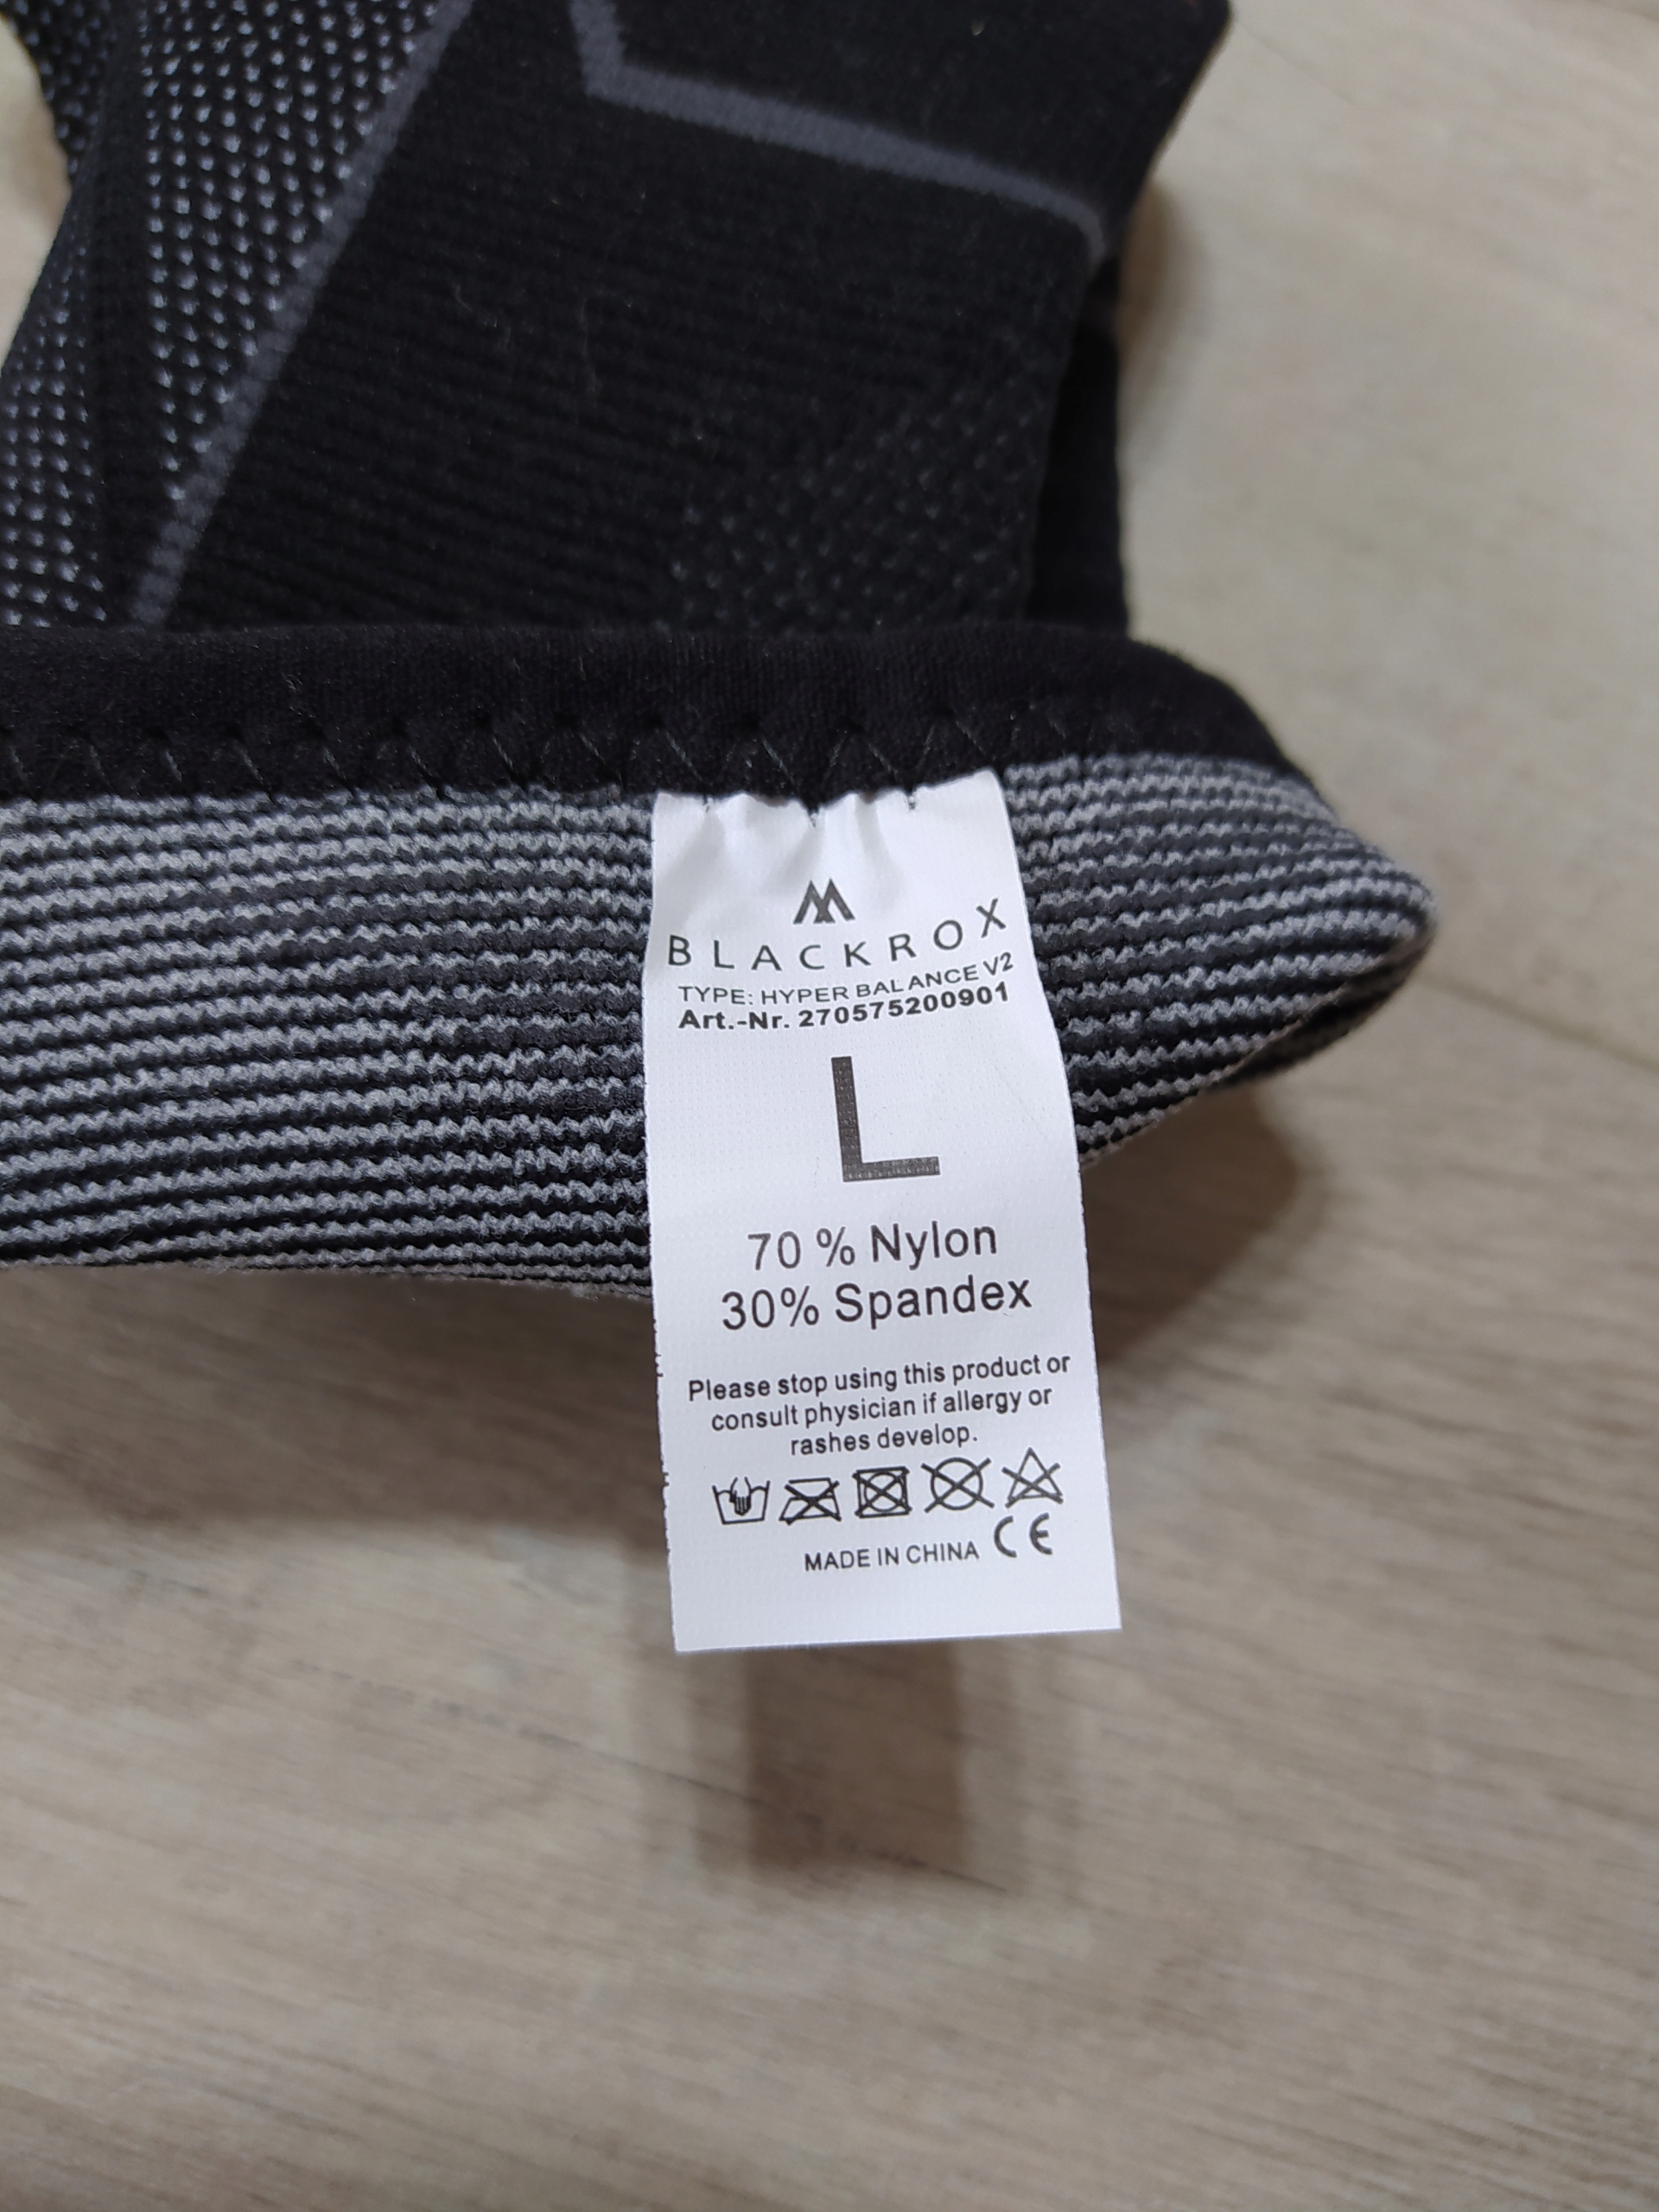 BLACKROX
TYPE: HYPER BALANCE V2
Art.-Nr. 270575200901
L
70 % Nylon
30% Spandex
Please stop using this product or
consult physician if allergy or
rashes develop.
MADE IN CHINA CE